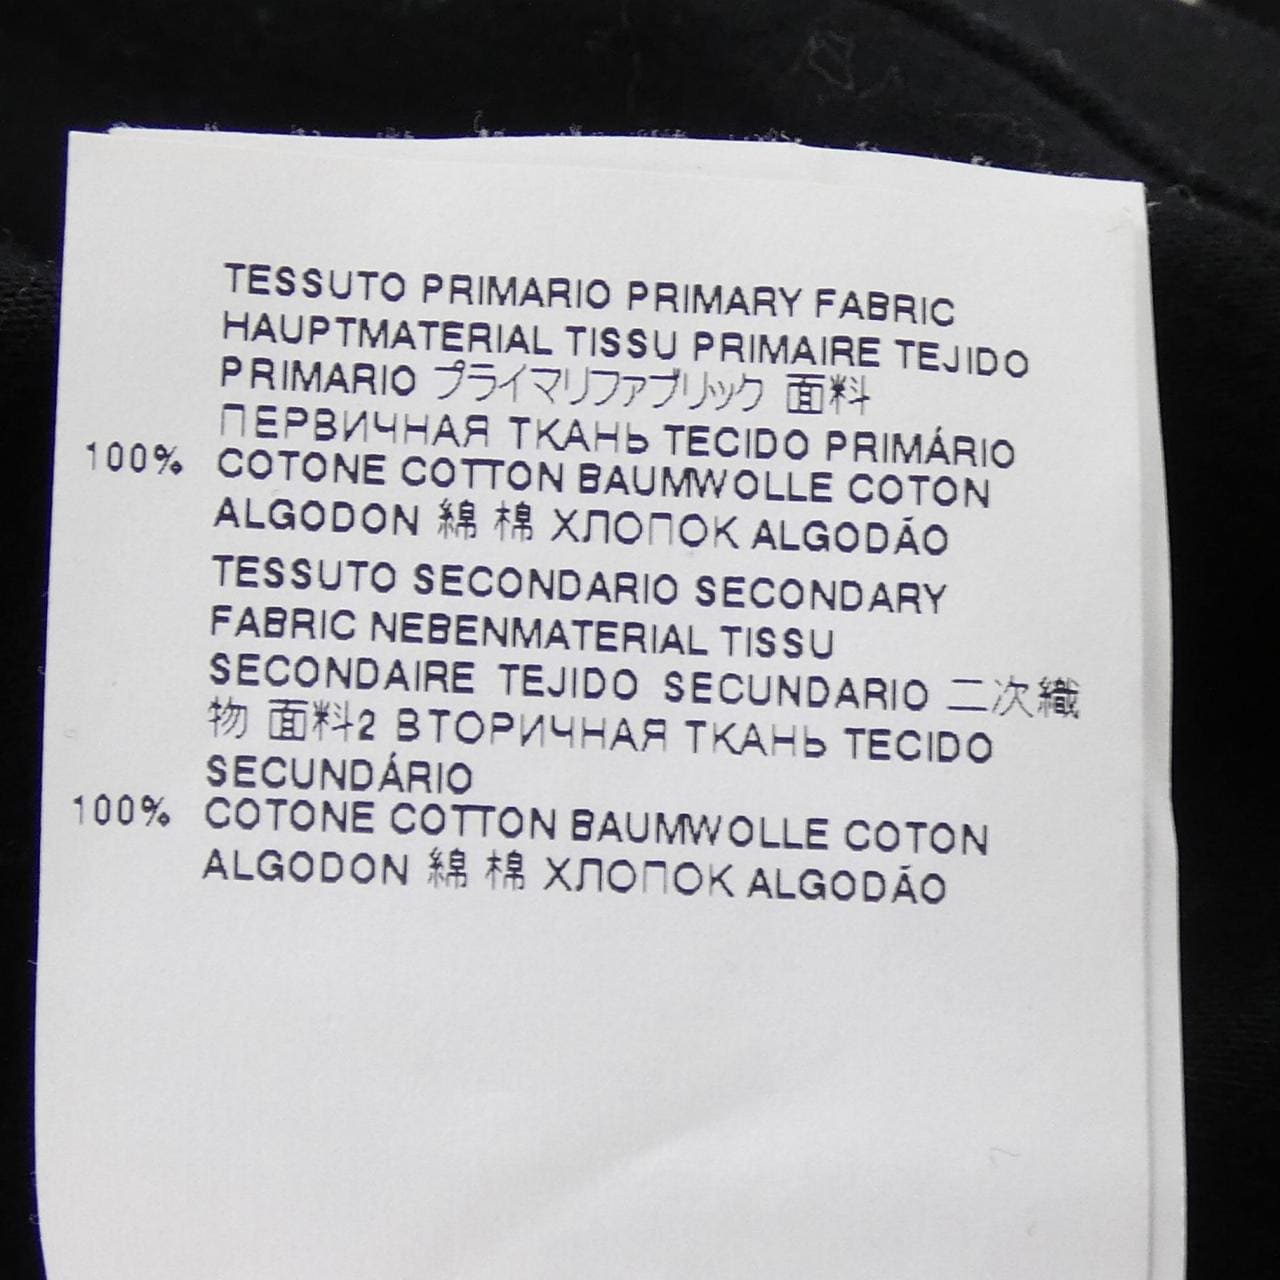 TESSUTO PRIMARIO PRIMARY FABRIC
HAUPTMATERIAL TISSU PRIMAIRE TEJIDO
PRIMARIO プライマリファブリック 面料
ПЕРВИЧНАЯ ТКАНЬ TECIDO PRIMÁRIO
100% COTONE COTTON BAUMWOLLE COTON
ALGODON 綿 棉 ХЛОПОК ALGODÃO
TESSUTO SECONDARIO SECONDARY
FABRIC NEBENMATERIAL TISSU
SECONDAIRE TEJIDO SECUNDARIO 二次織
物 面料2 ВТОРИЧНАЯ ТКАНЬ TECIDO
SECUNDÁRIO
100% COTONE COTTON BAUMWOLLE COTON
ALGODON 綿 棉 ХЛОПОК ALGODÃO